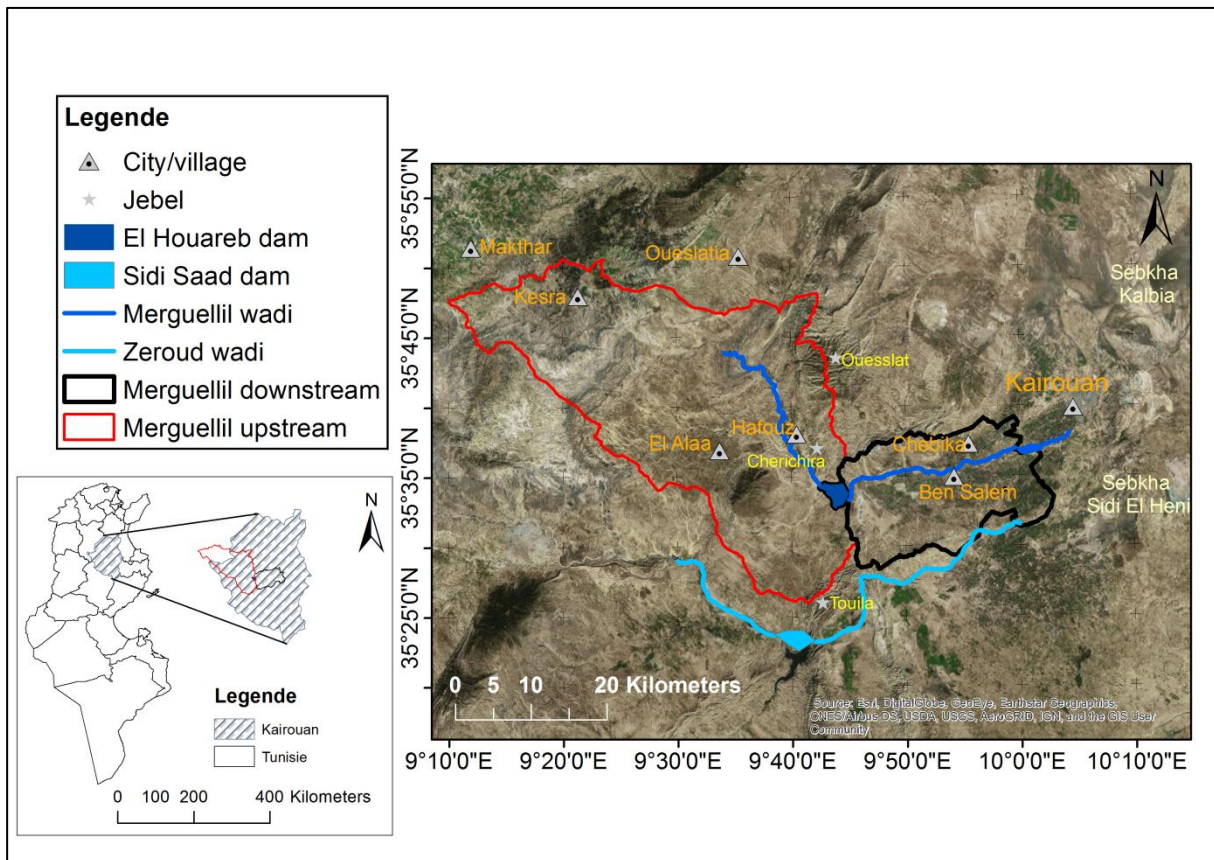 Legende
City/village
Jebel
El Houareb dam
Sidi Saad dam
Merguellil wadi
Zeroud wadi
Merguellil downstream
Merguellil upstream
N
Legende
Kairouan
Tunisie
0 100 200 400 Kilometers
35°55'0"N
35°45'0"N
35°35'0"N
35°25'0"N
N
Makthar
Oueslatia
Sebkha
Kalbia
Kesra
Ouesslat
Kairouan
Hafouz
El Alaa
Chebika
Cherichira
Ben Salem
Sebkha
Sidi El Heni
Touila
0 5 10 20 Kilometers
Source: Esri, DigitalGlobe, GeoEye, Earthstar Geographics,
CNES/Airbus DS, USDA, USGS, AeroGRID, IGN, and the GIS User
Community
9°10'0"E 9°20'0"E 9°30'0"E 9°40'0"E 9°50'0"E 10°00'0"E 10°10'0"E